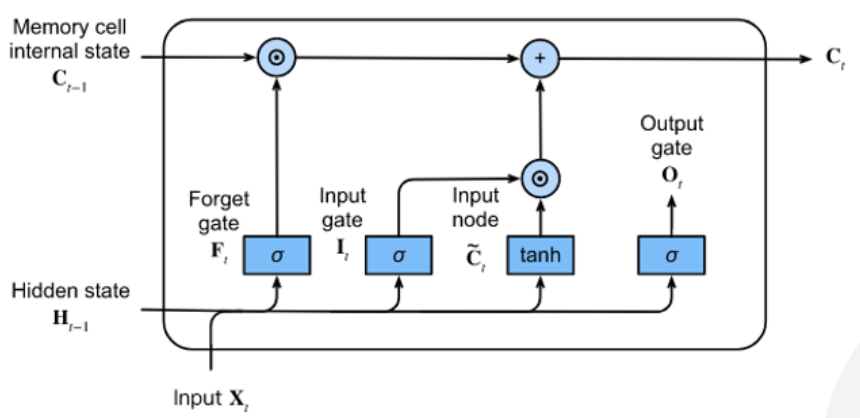 Memory cell
internal state
C_{t−1}
⊙
+
C_t
Output
gate
O_t
⊙
Forget
gate
F_t
Input
gate
I_t
Input
node
C̃_t
σ
σ
tanh
σ
Hidden state
H_{t−1}
Input X_t